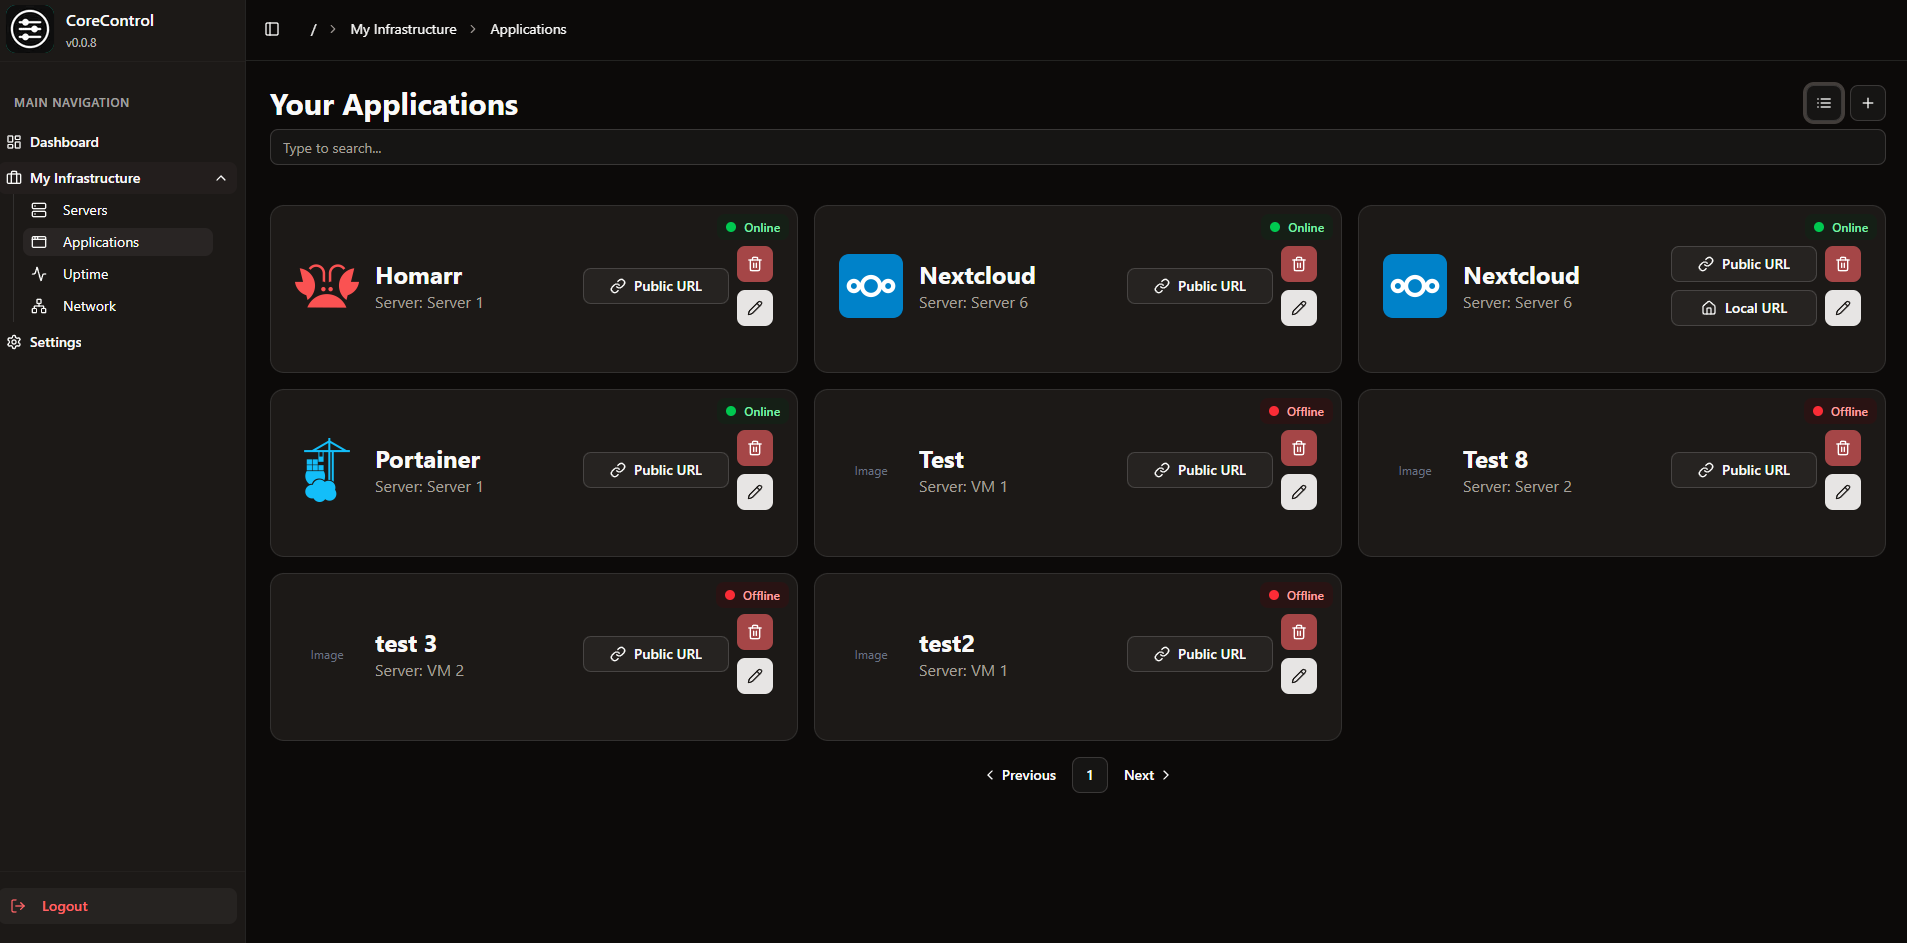 CoreControl
v0.0.8
MAIN NAVIGATION
Dashboard
My Infrastructure
Servers
Applications
Uptime
Network
Settings
Logout
/ > My Infrastructure > Applications
Your Applications
Type to search...
Online
Homarr
Server: Server 1
Public URL
Online
Nextcloud
Server: Server 6
Public URL
Online
Nextcloud
Server: Server 6
Public URL
Local URL
Online
Portainer
Server: Server 1
Public URL
Offline
Image
Test
Server: VM 1
Public URL
Offline
Image
Test 8
Server: Server 2
Public URL
Offline
Image
test 3
Server: VM 2
Public URL
Offline
Image
test2
Server: VM 1
Public URL
Previous 1 Next